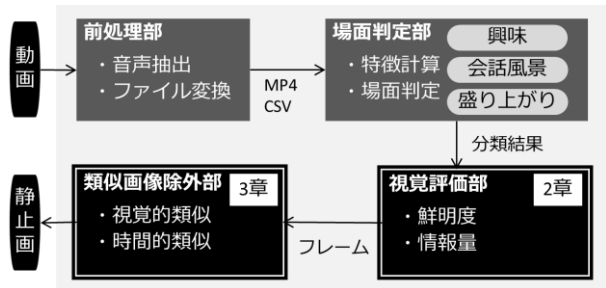 動画
前処理部
・音声抽出
・ファイル変換
MP4
CSV
場面判定部
・特徴計算
・場面判定
興味
会話風景
盛り上がり
分類結果
視覚評価部
2章
・鮮明度
・情報量
フレーム
類似画像除外部
3章
・視覚的類似
・時間的類似
静止画